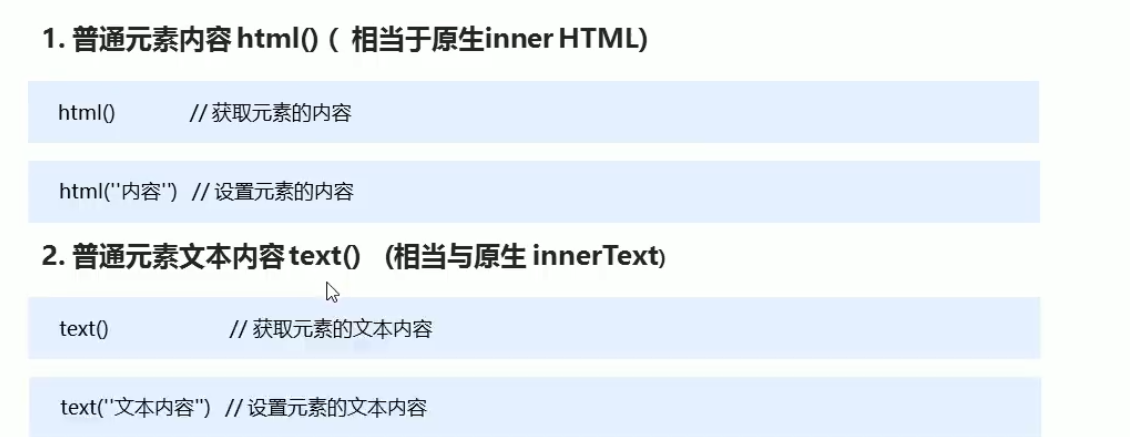 1. 普通元素内容 html() ( 相当于原生inner HTML)
html() // 获取元素的内容
html(''内容'') // 设置元素的内容
2. 普通元素文本内容 text() (相当与原生 innerText)
text() // 获取元素的文本内容
text(''文本内容'') // 设置元素的文本内容